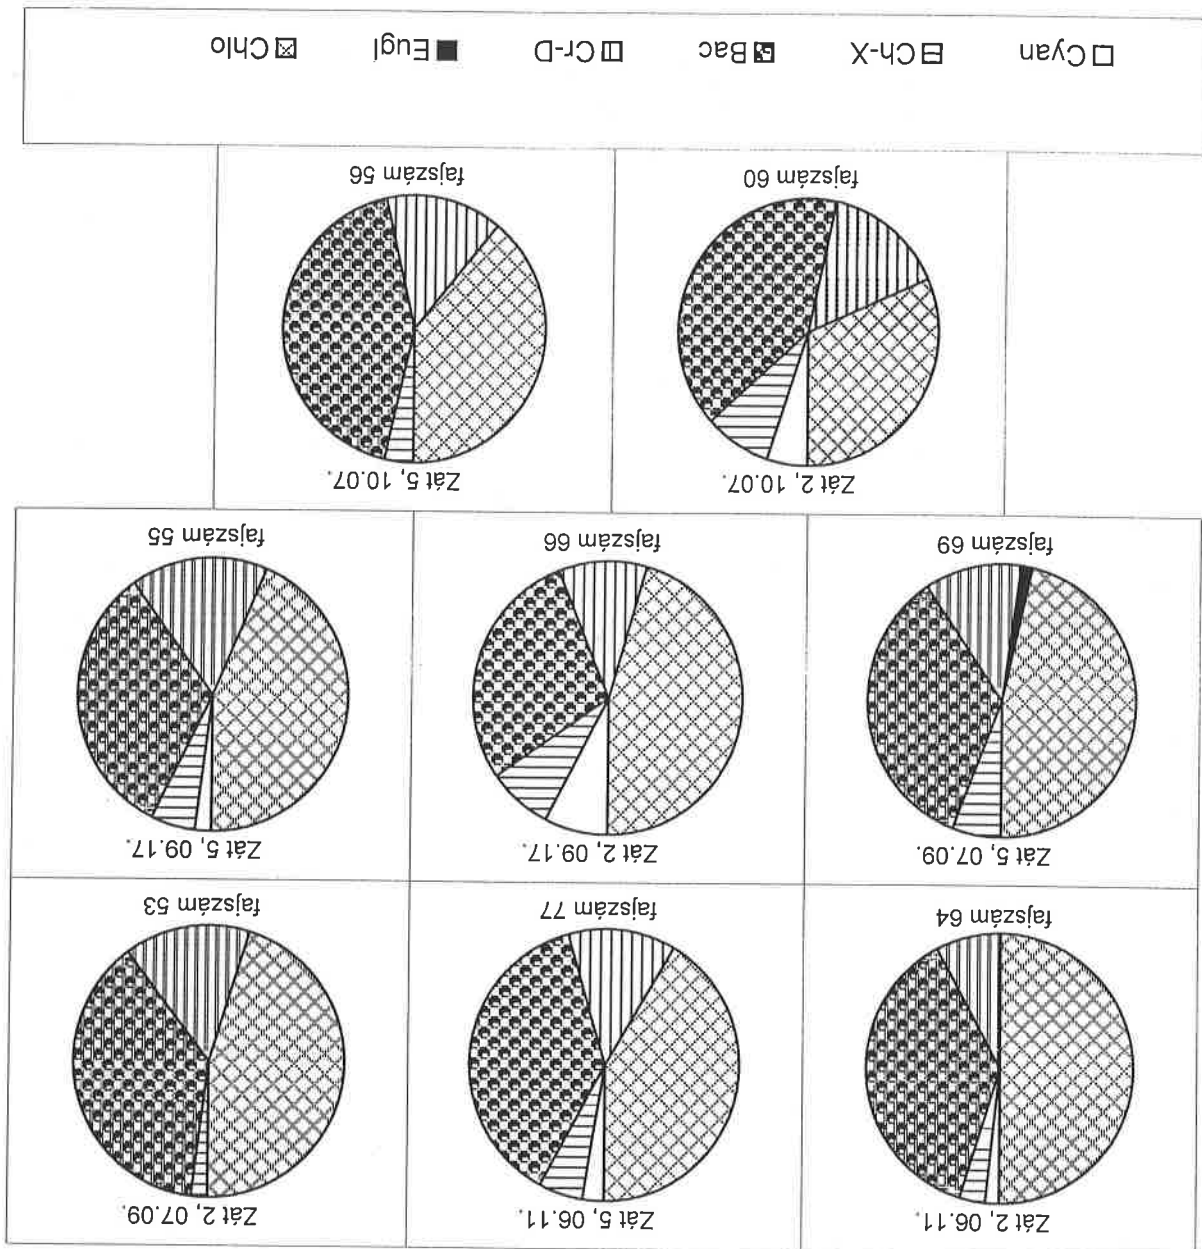 Zát 2, 06.11.
Zát 5, 06.11.
Zát 2, 07.09.
fajszám 64
fajszám 77
fajszám 53
Zát 5, 07.09.
Zát 2, 09.17.
Zát 5, 09.17.
fajszám 69
fajszám 66
fajszám 55
Zát 2, 10.07.
Zát 5, 10.07.
fajszám 60
fajszám 56
Cyan Ch-X Bac Cr-D Eugl Chlo